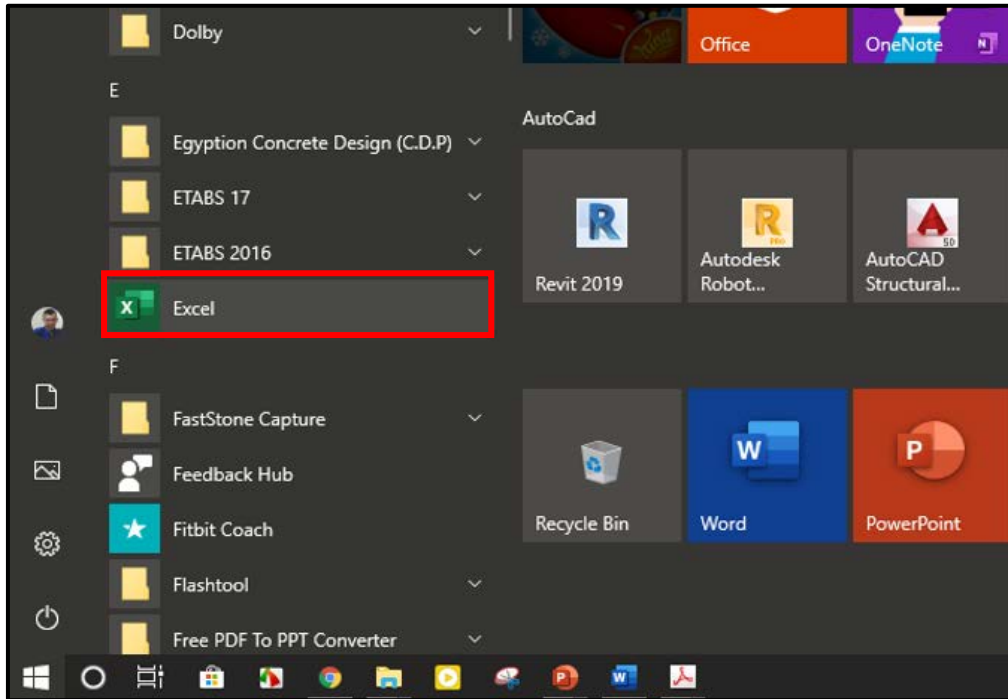 Dolby
E
Egyption Concrete Design (C.D.P)
ETABS 17
ETABS 2016
Excel
F
FastStone Capture
Feedback Hub
Fitbit Coach
Flashtool
Free PDF To PPT Converter
Office
OneNote
AutoCad
Revit 2019
Autodesk
Robot...
AutoCAD
Structural...
Recycle Bin
Word
PowerPoint